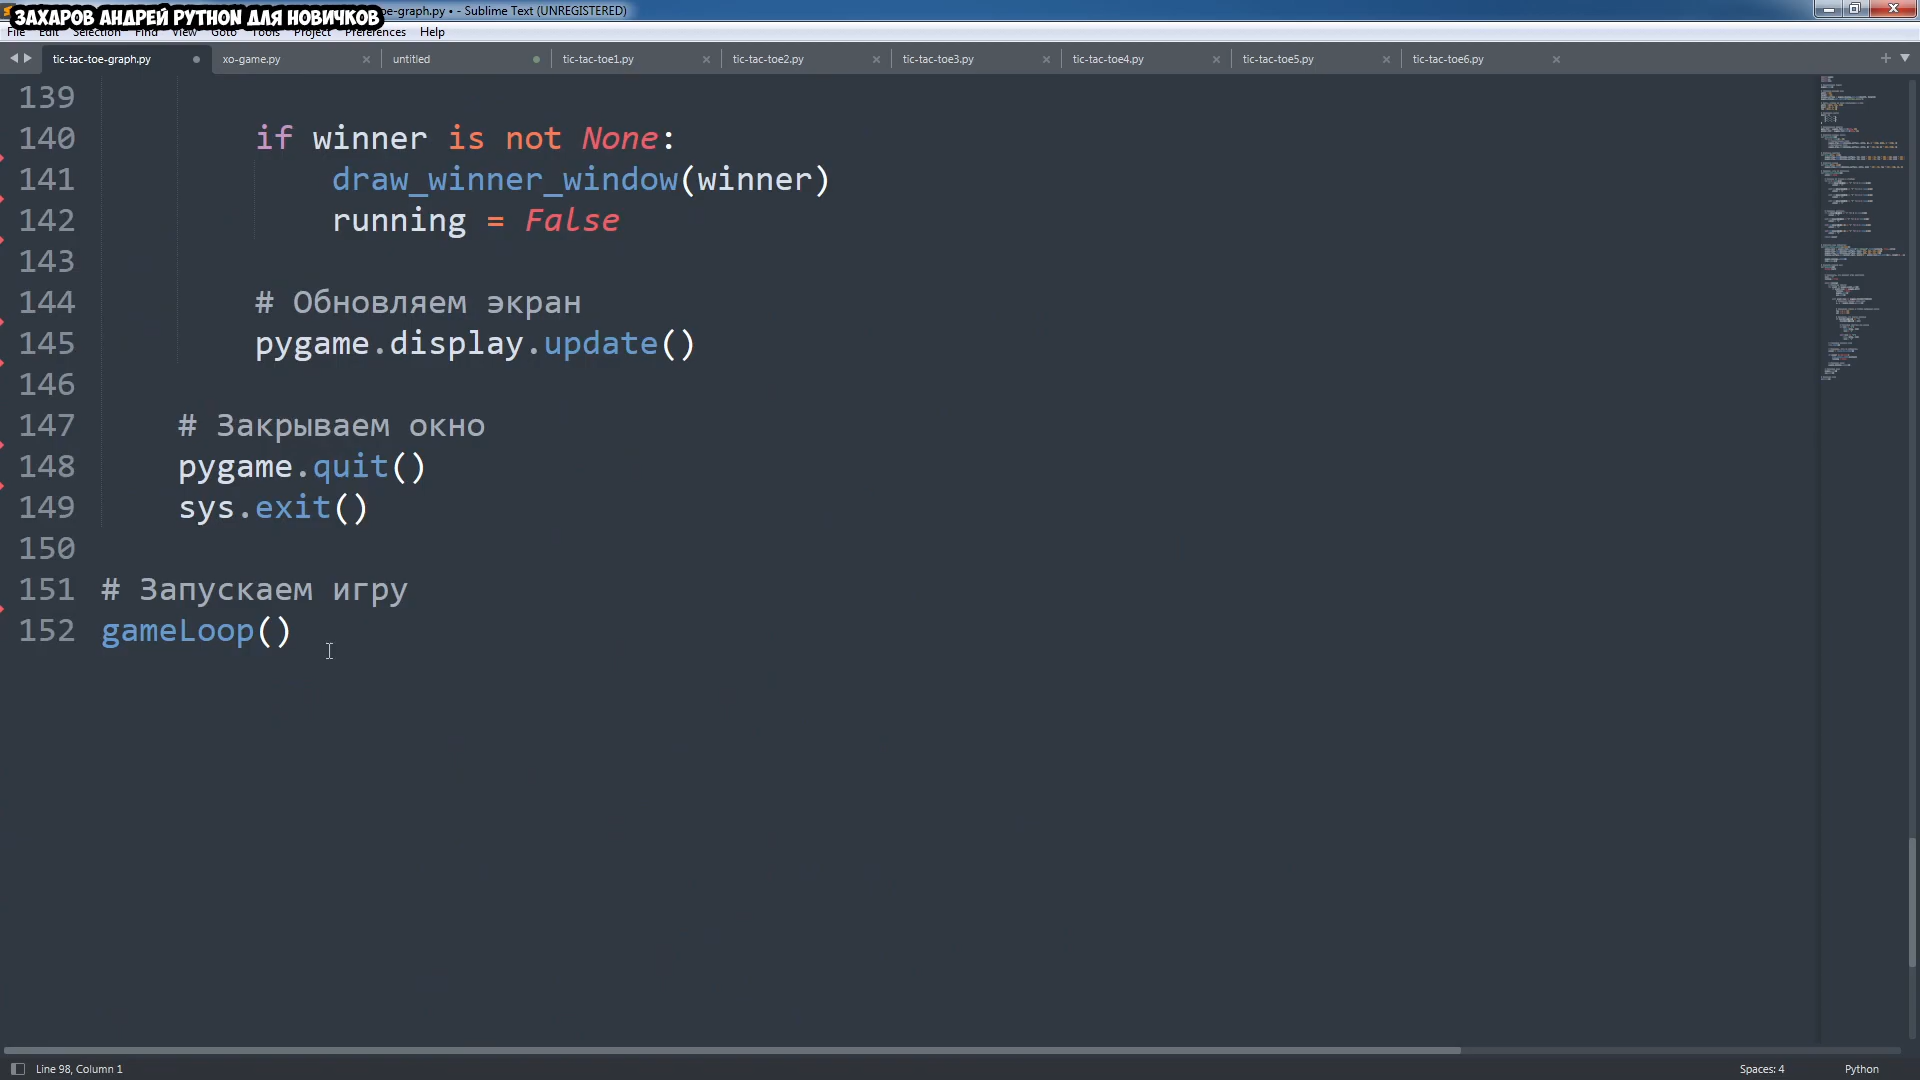 ЗАХАРОВ АНДРЕЙ PYTHON ДЛЯ НОВИЧКОВ
oe-graph.py • - Sublime Text (UNREGISTERED)
File Edit Selection Find View Goto Tools Project Preferences Help
tic-tac-toe-graph.py xo-game.py untitled tic-tac-toe1.py tic-tac-toe2.py tic-tac-toe3.py tic-tac-toe4.py tic-tac-toe5.py tic-tac-toe6.py
139
140 if winner is not None:
141 draw_winner_window(winner)
142 running = False
143
144 # Обновляем экран
145 pygame.display.update()
146
147 # Закрываем окно
148 pygame.quit()
149 sys.exit()
150
151 # Запускаем игру
152 gameLoop()
Line 98, Column 1 Spaces: 4 Python